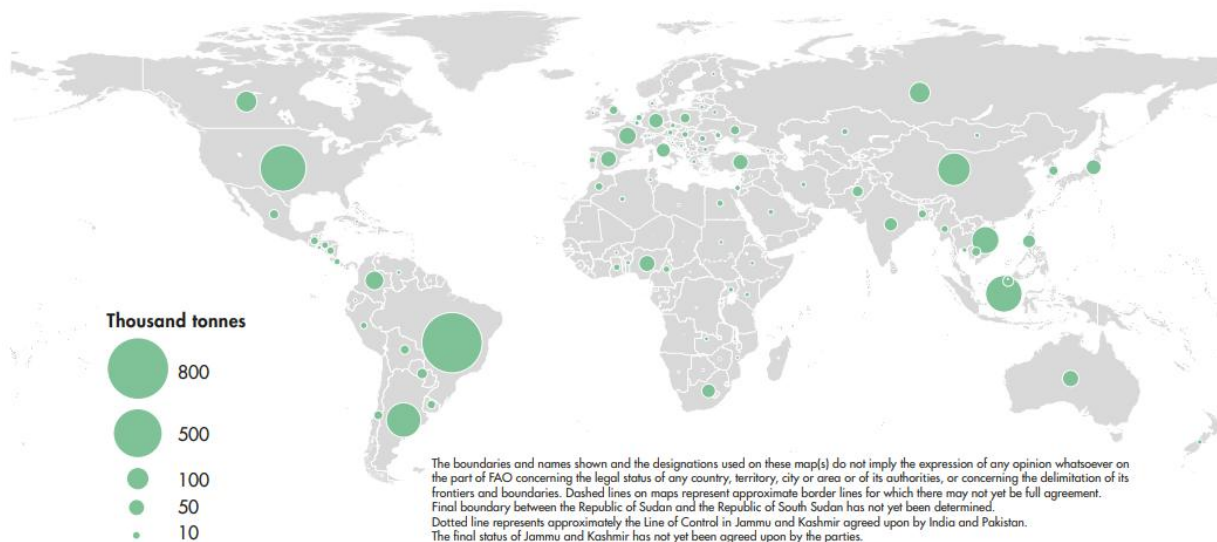 Thousand tonnes
800
500
100
50
10
The boundaries and names shown and the designations used on these map(s) do not imply the expression of any opinion whatsoever on
the part of FAO concerning the legal status of any country, territory, city or area or of its authorities, or concerning the delimitation of its
frontiers and boundaries. Dashed lines on maps represent approximate border lines for which there may not yet be full agreement.
Final boundary between the Republic of Sudan and the Republic of South Sudan has not yet been determined.
Dotted line represents approximately the Line of Control in Jammu and Kashmir agreed upon by India and Pakistan.
The final status of Jammu and Kashmir has not yet been agreed upon by the parties.